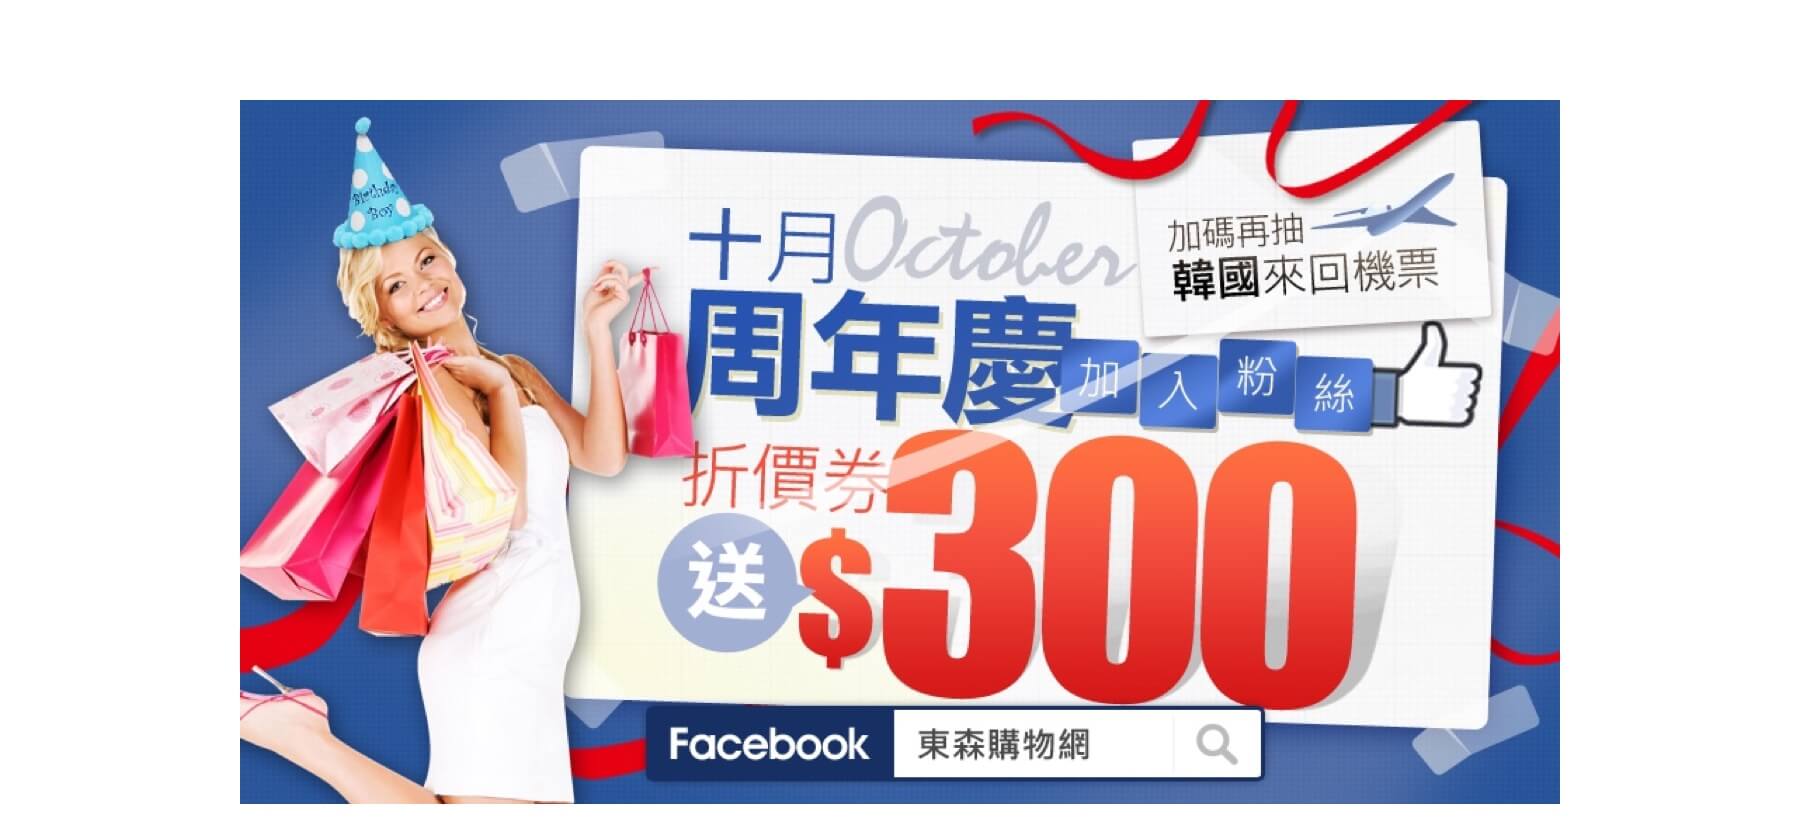 Birthday
Boy
十月October
加碼再抽
韓國來回機票
周年慶加入粉絲
折價券
送$300
Facebook 東森購物網